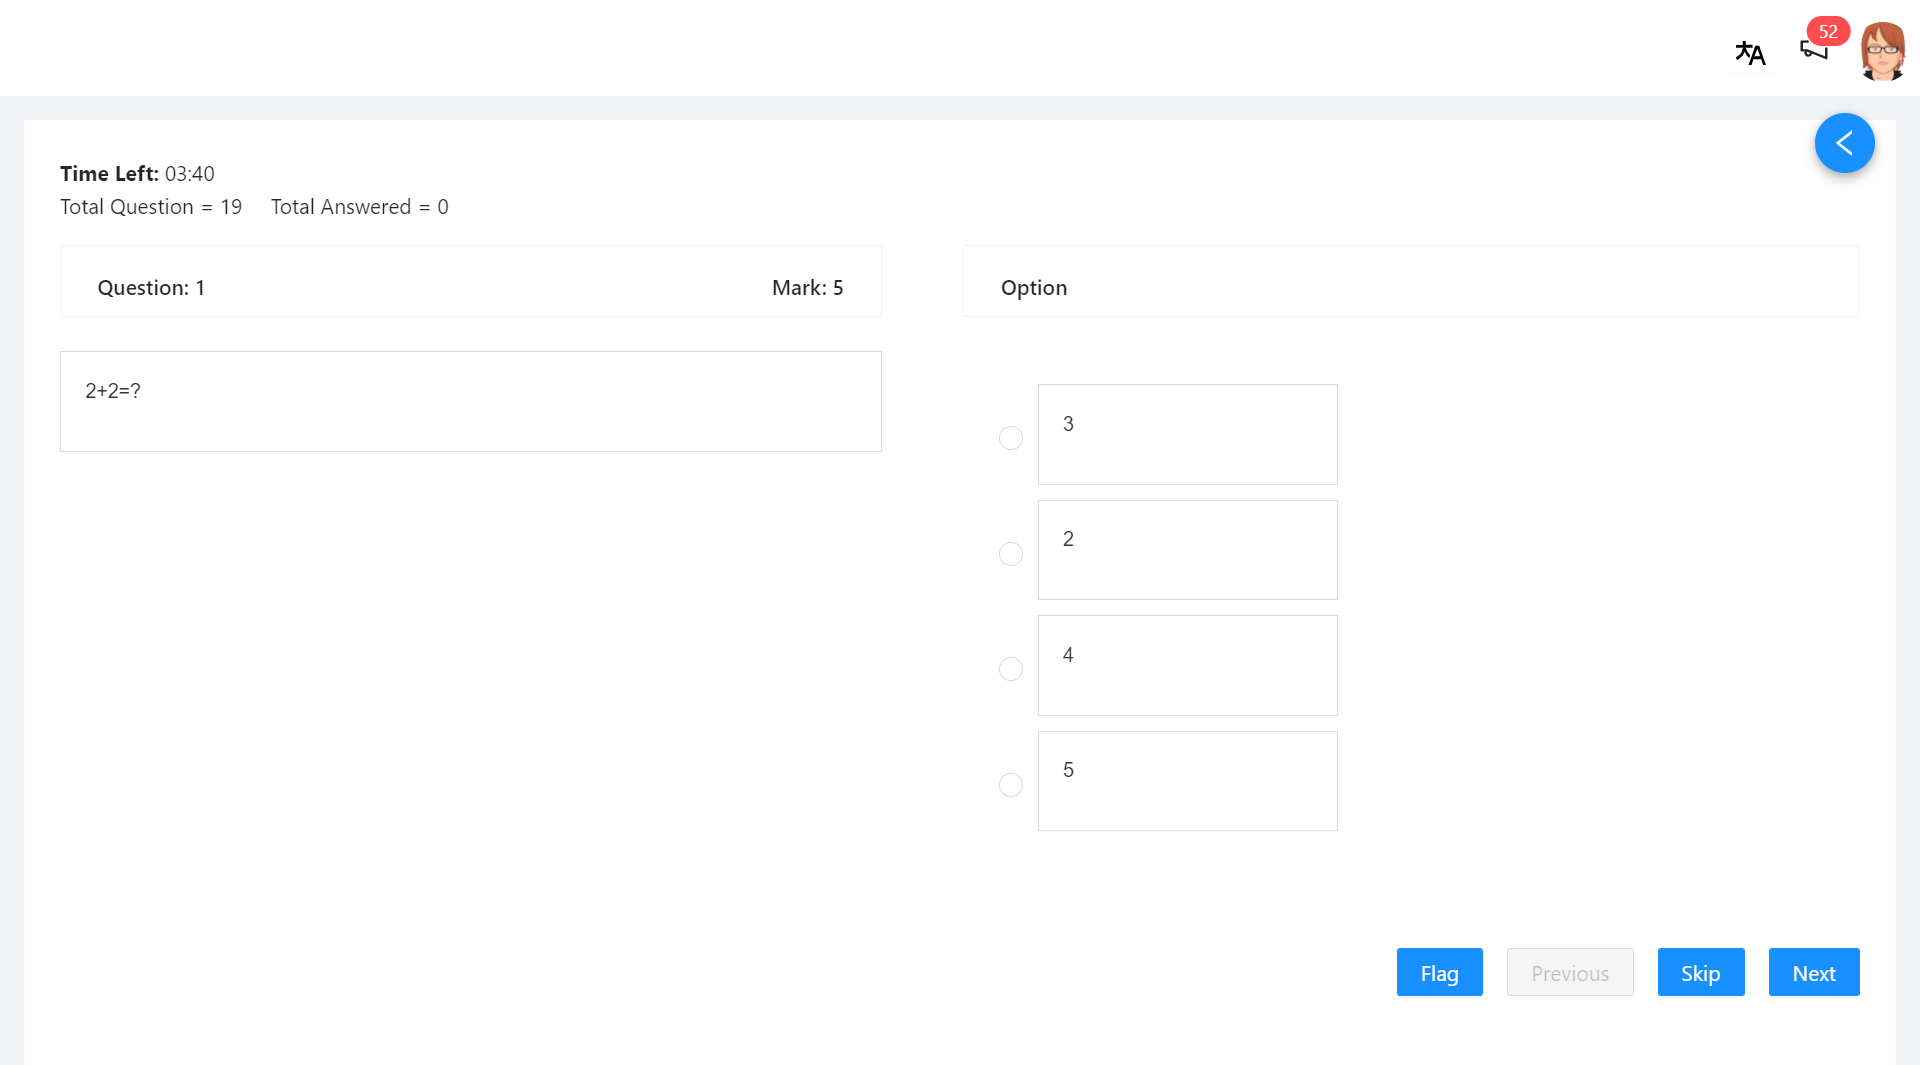 52
Time Left: 03:40
Total Question = 19 Total Answered = 0
Question: 1 Mark: 5
Option
2+2=?
3
2
4
5
Flag Previous Skip Next